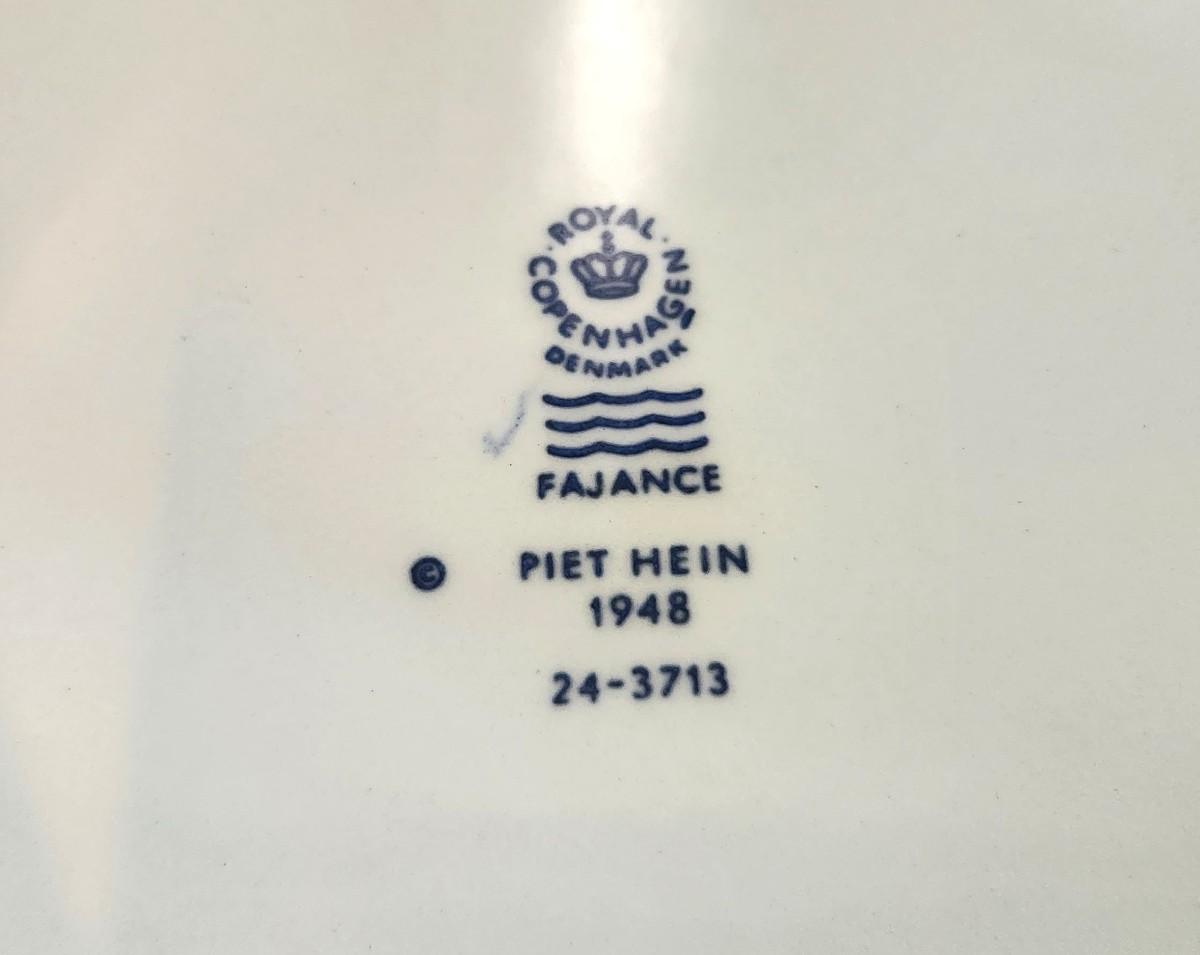 ROYAL
COPENHAGEN
DENMARK
FAJANCE
© PIET HEIN
1948
24-3713